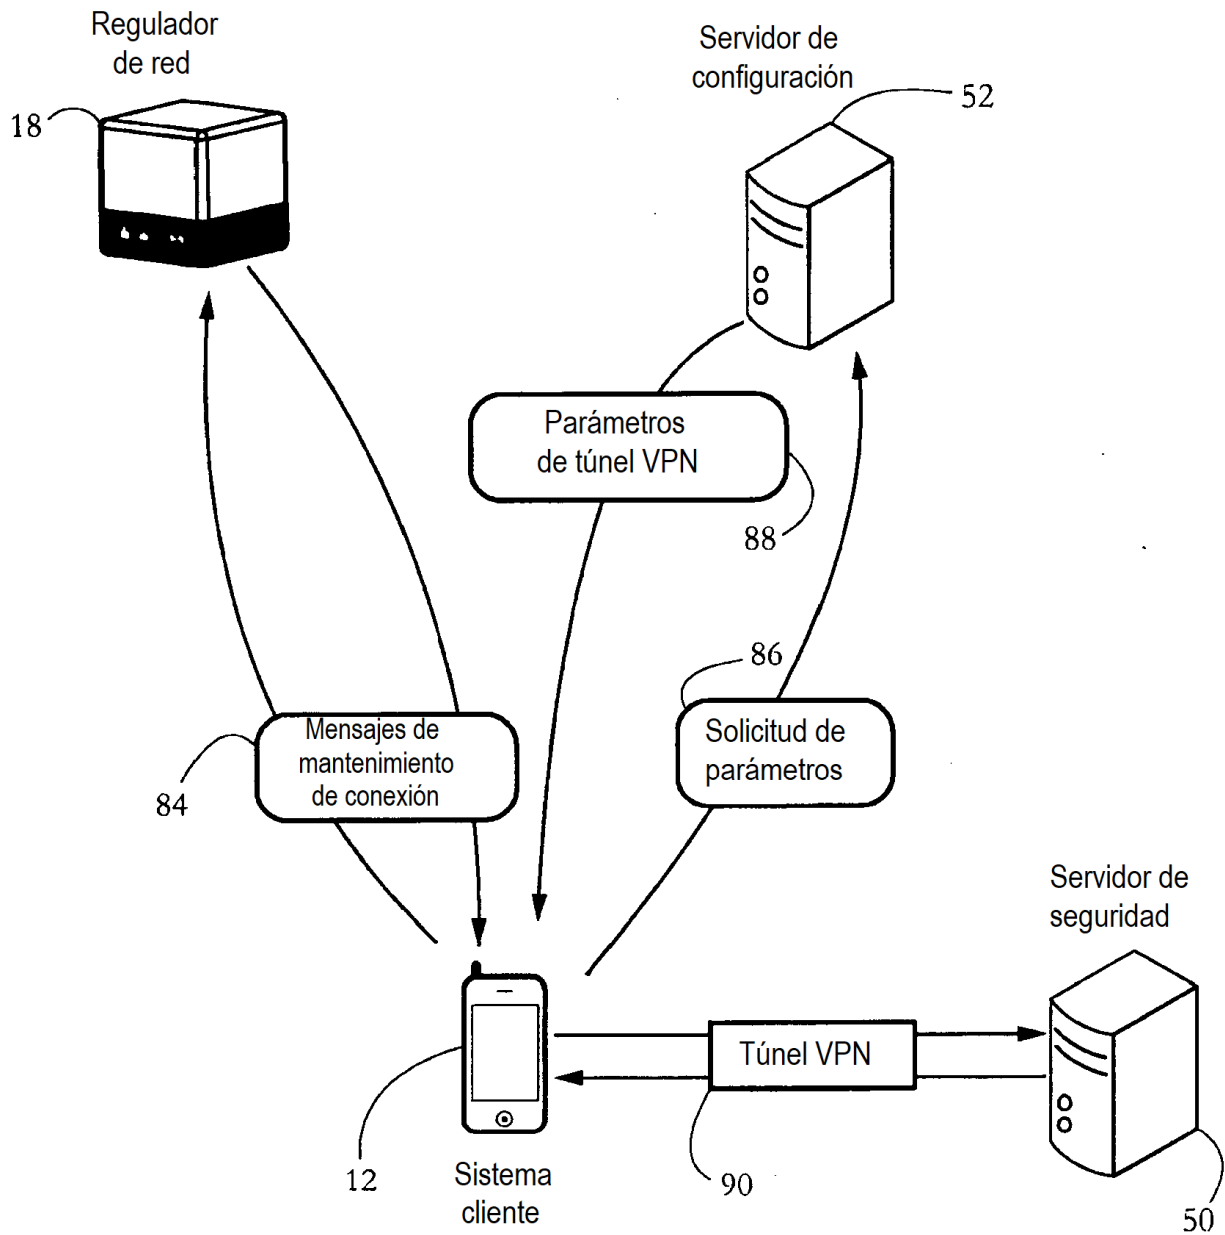 Regulador
de red
18
Servidor de
configuración
52
Parámetros
de túnel VPN
88
86
Solicitud de
parámetros
Mensajes de
mantenimiento
de conexión
84
Servidor de
seguridad
Túnel VPN
12
Sistema
cliente
90
50